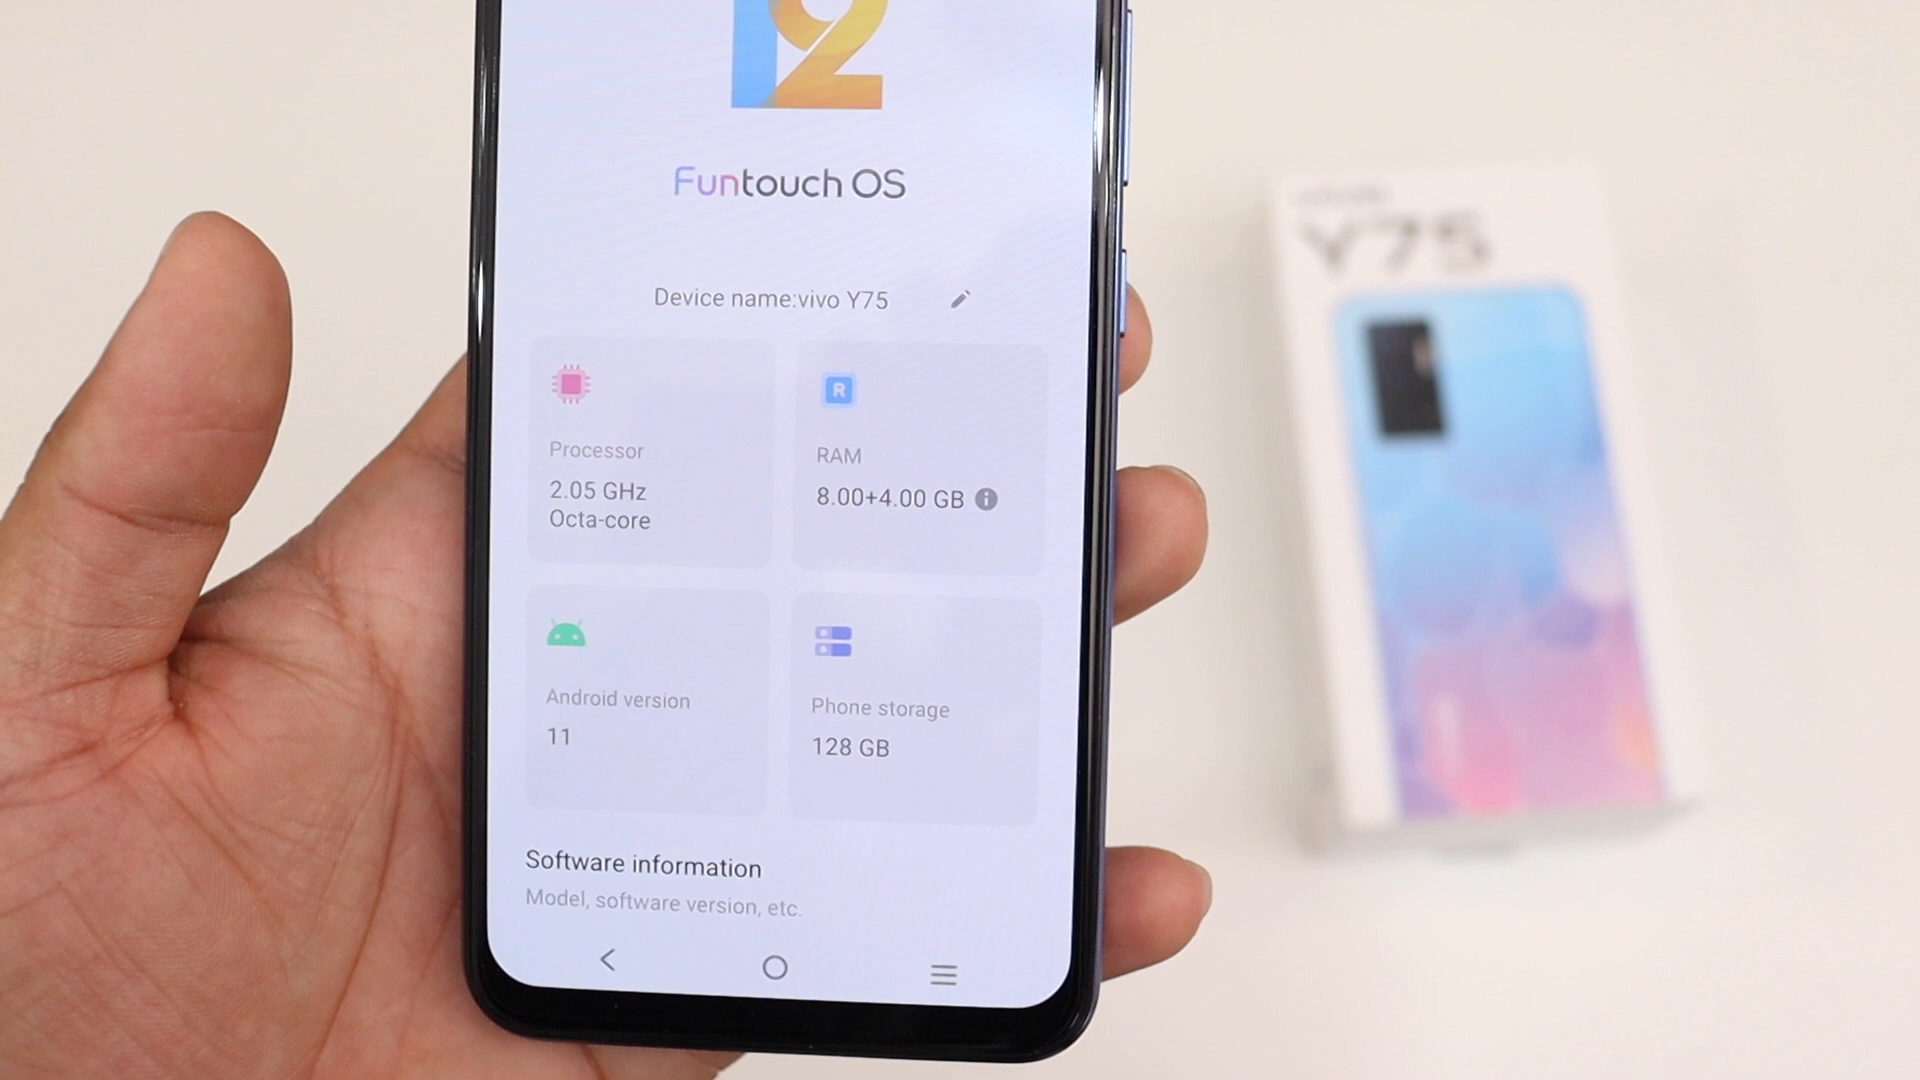 12
Funtouch OS
Device name:vivo Y75
Processor
2.05 GHz
Octa-core
R
RAM
8.00+4.00 GB
Android version
11
Phone storage
128 GB
Software information
Model, software version, etc.
Y75